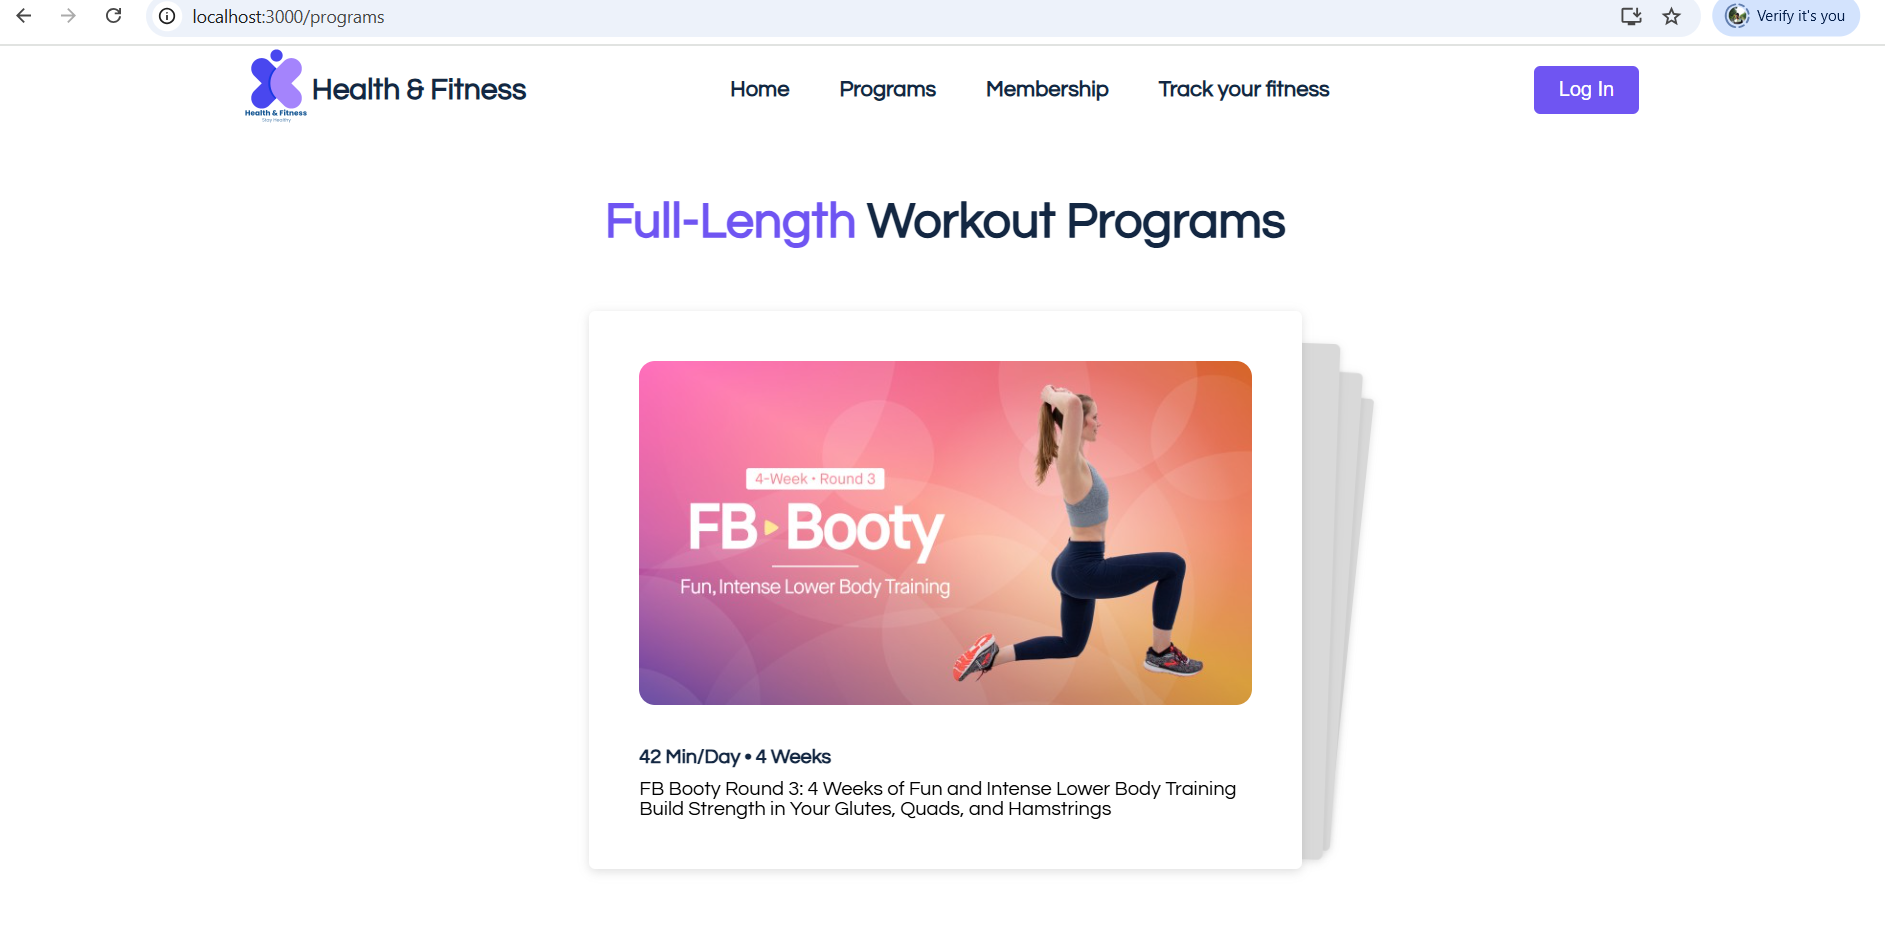 localhost:3000/programs
Verify it's you
Health & Fitness
Stay Healthy
Health & Fitness
Home
Programs
Membership
Track your fitness
Log In
Full-Length Workout Programs
4-Week • Round 3
FB Booty
Fun, Intense Lower Body Training
42 Min/Day • 4 Weeks
FB Booty Round 3: 4 Weeks of Fun and Intense Lower Body Training
Build Strength in Your Glutes, Quads, and Hamstrings